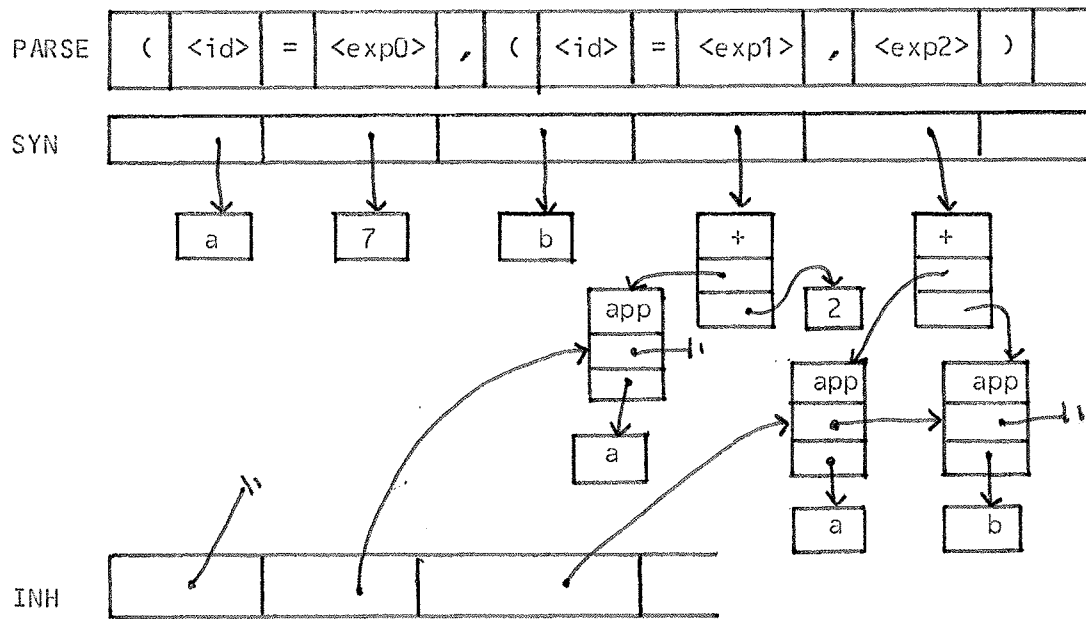 PARSE ( <id> = <exp0> , ( <id> = <exp1> , <exp2> )
SYN
a 7 b + +
app 2
app app
a
a b
INH